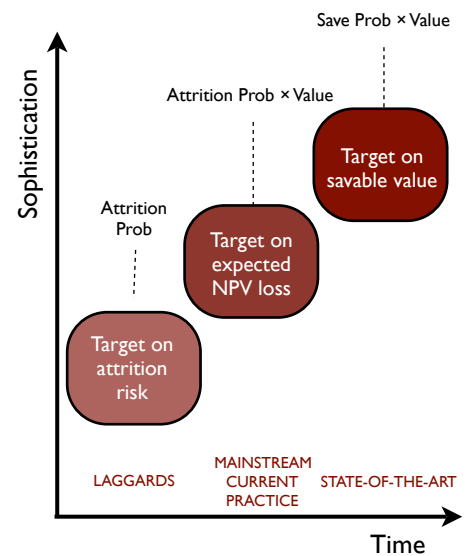 Save Prob × Value
Attrition Prob × Value
Sophistication
Target on
savable value
Attrition
Prob
Target on
expected
NPV loss
Target on
attrition
risk
LAGGARDS
MAINSTREAM
CURRENT
PRACTICE
STATE-OF-THE-ART
Time